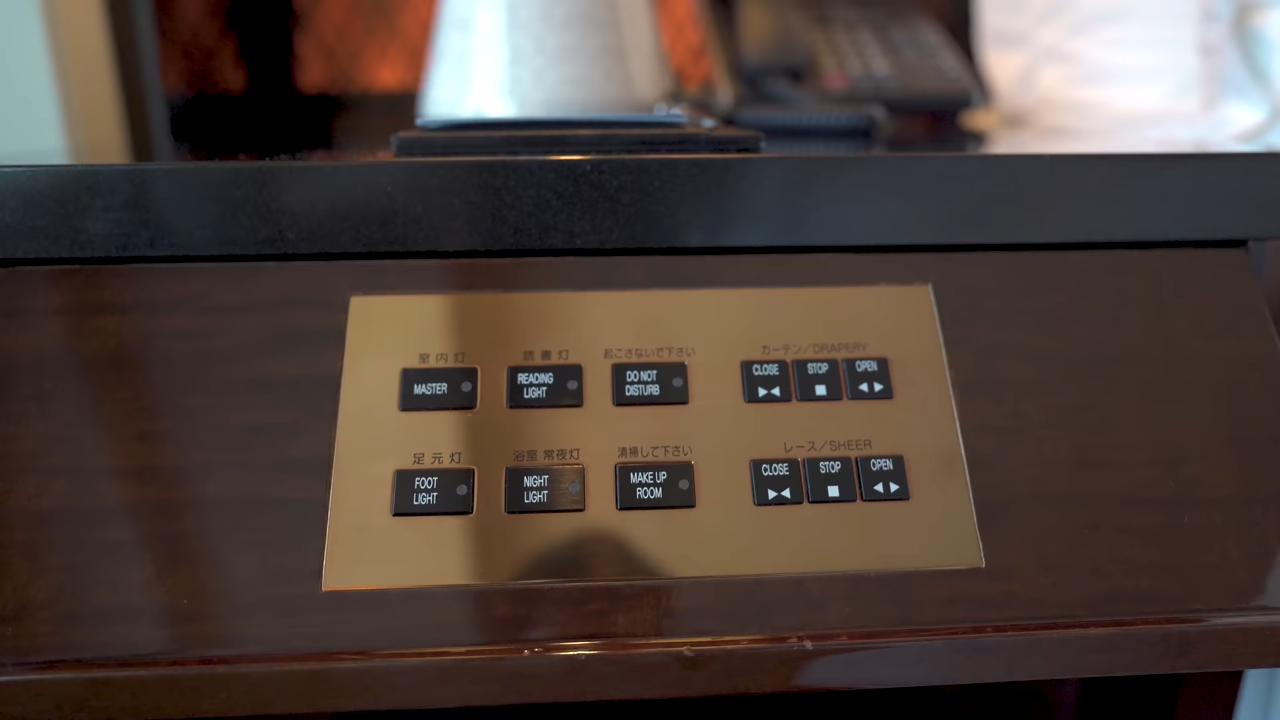 室内灯
MASTER
読書灯
READING
LIGHT
起こさないで下さい
DO NOT
DISTURB
カーテン/DRAPERY
CLOSE
STOP
OPEN
足元灯
FOOT
LIGHT
浴室 常夜灯
NIGHT
LIGHT
清掃して下さい
MAKE UP
ROOM
レース/SHEER
CLOSE
STOP
OPEN